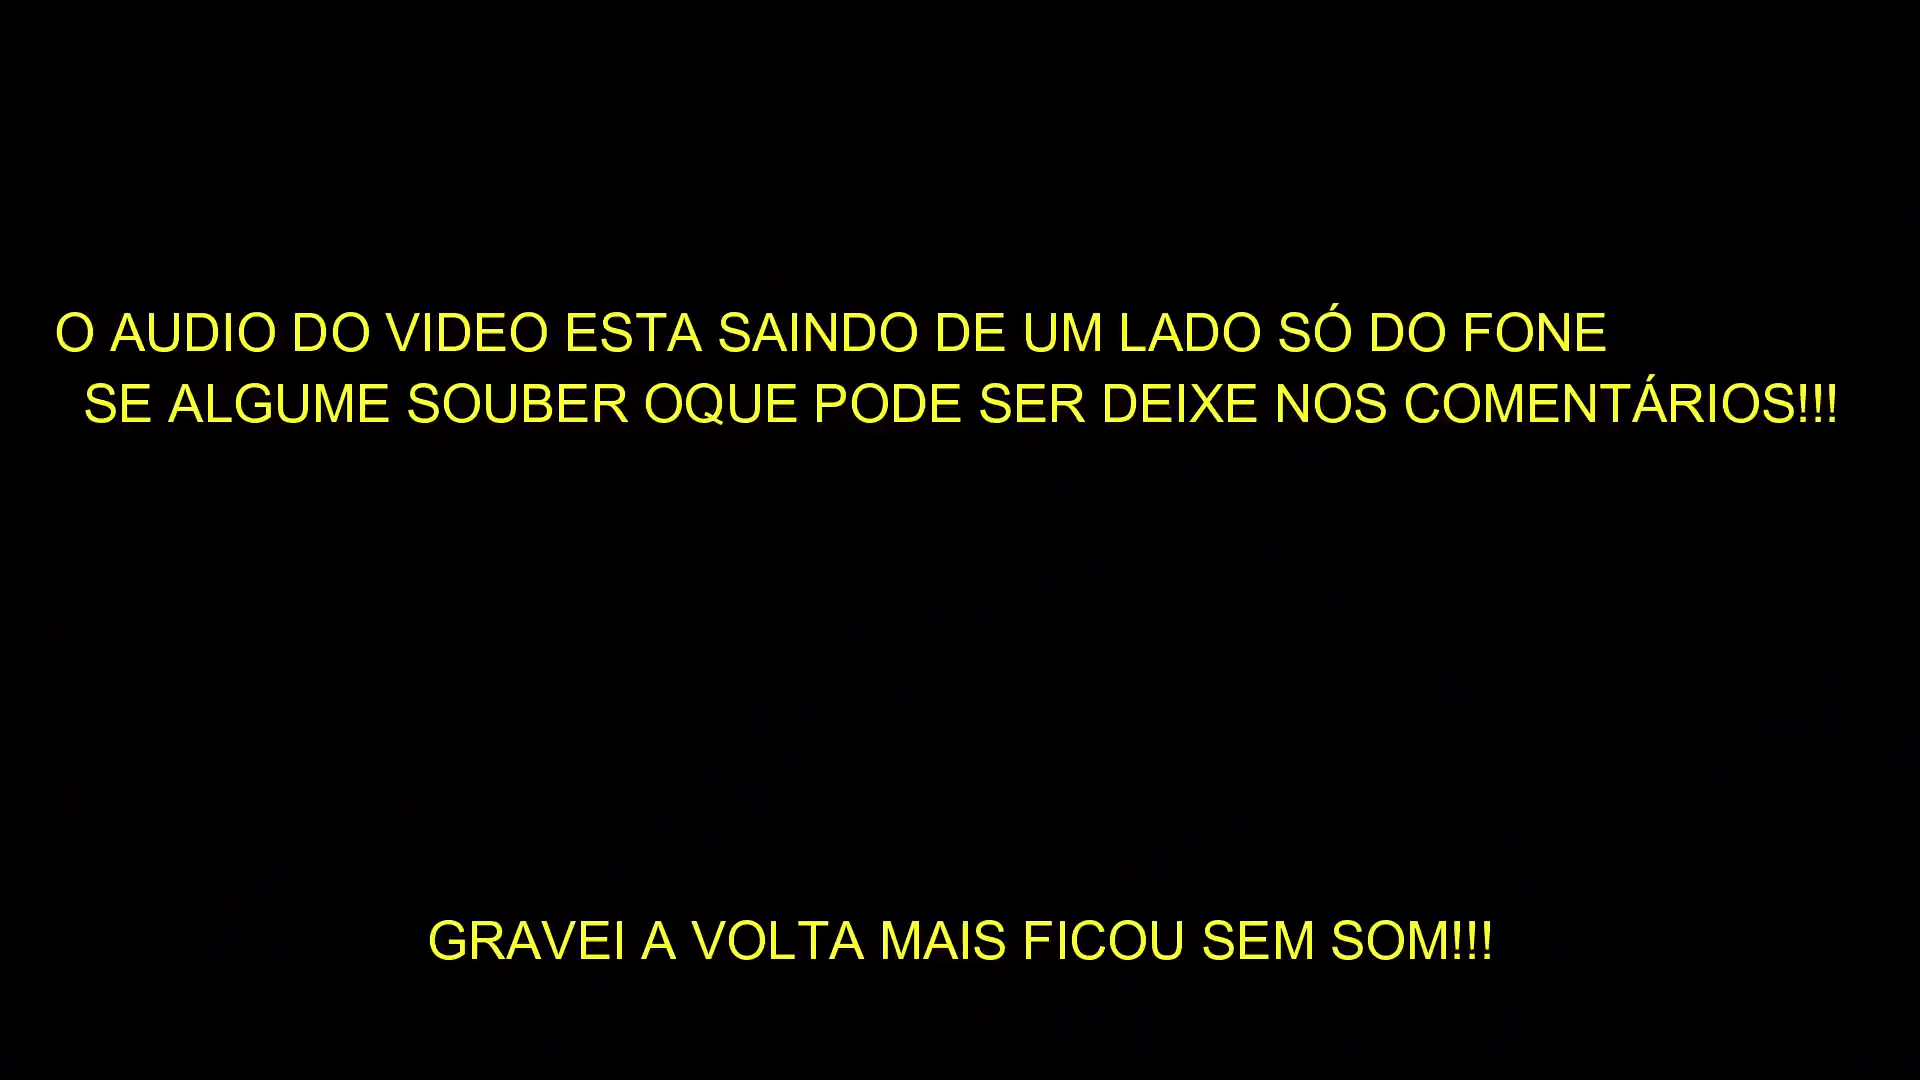 O AUDIO DO VIDEO ESTA SAINDO DE UM LADO SÓ DO FONE
SE ALGUME SOUBER OQUE PODE SER DEIXE NOS COMENTÁRIOS!!!
GRAVEI A VOLTA MAIS FICOU SEM SOM!!!